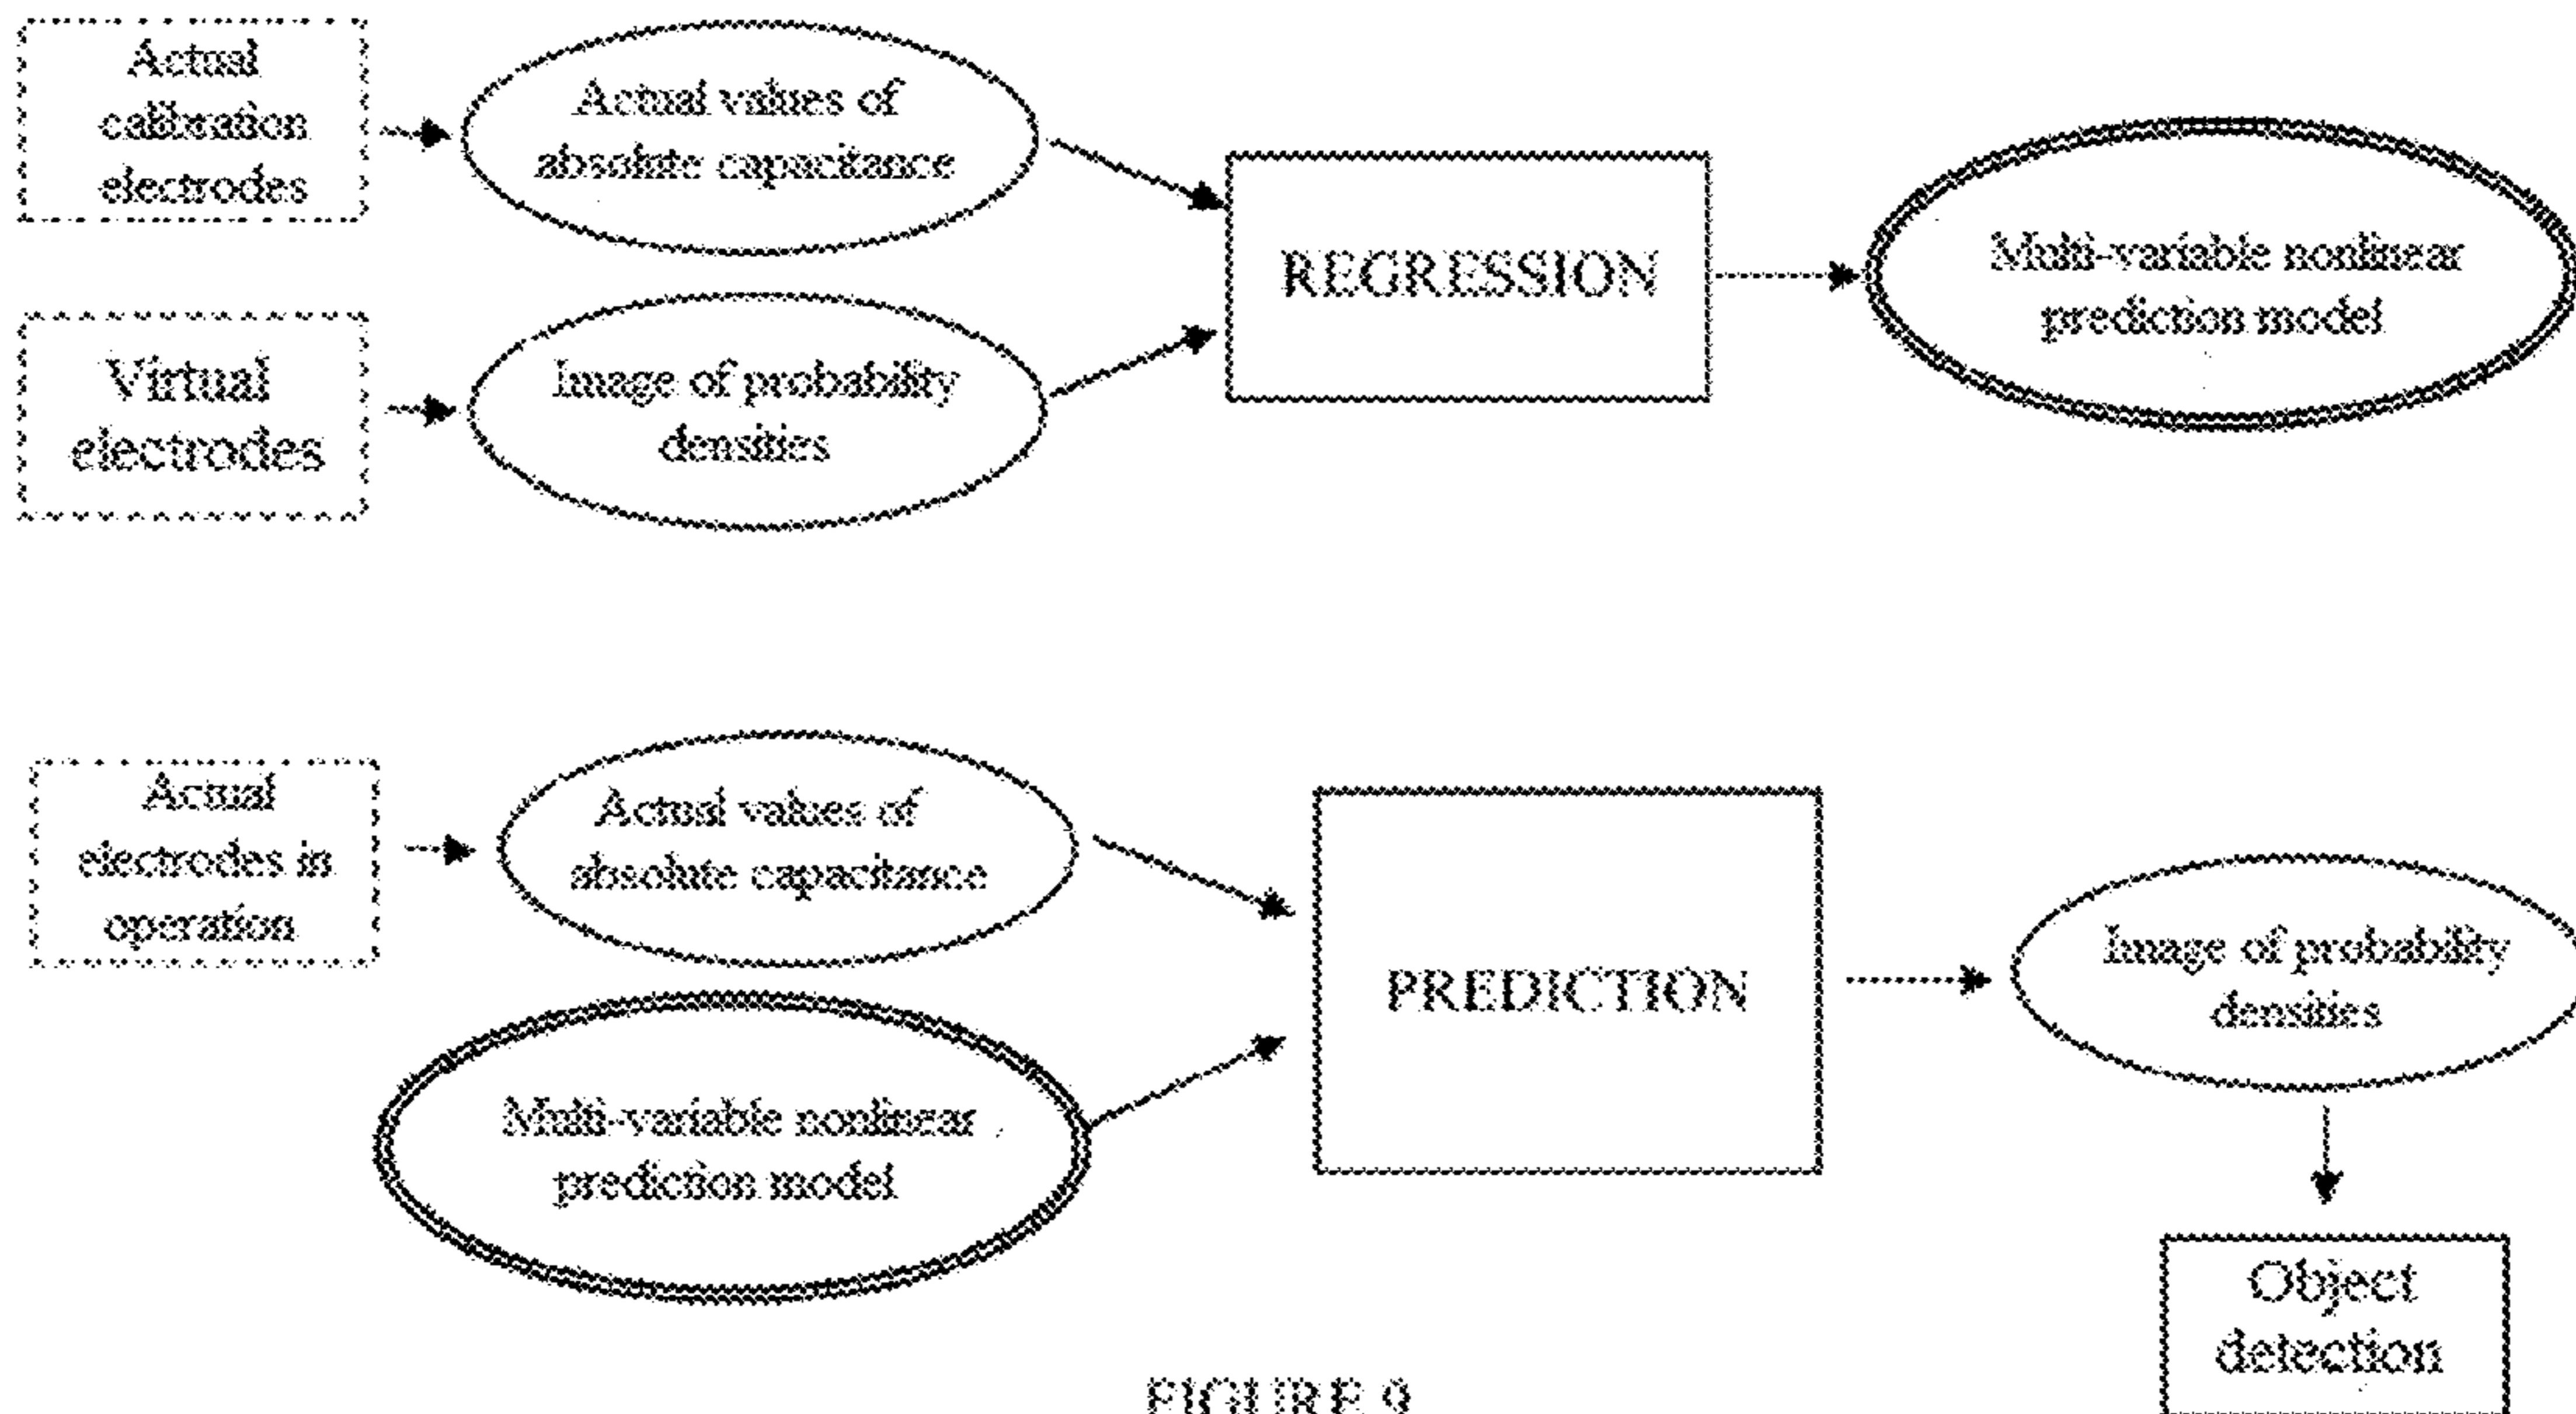 Actual
calibration
electrodes
Actual values of
absolute capacitance
Virtual
electrodes
Image of probability
densities
REGRESSION
Multi-variable nonlinear
prediction model
Actual
electrodes in
operation
Actual values of
absolute capacitance
Multi-variable nonlinear
prediction model
PREDICTION
Image of probability
densities
Object
detection
FIGURE 9